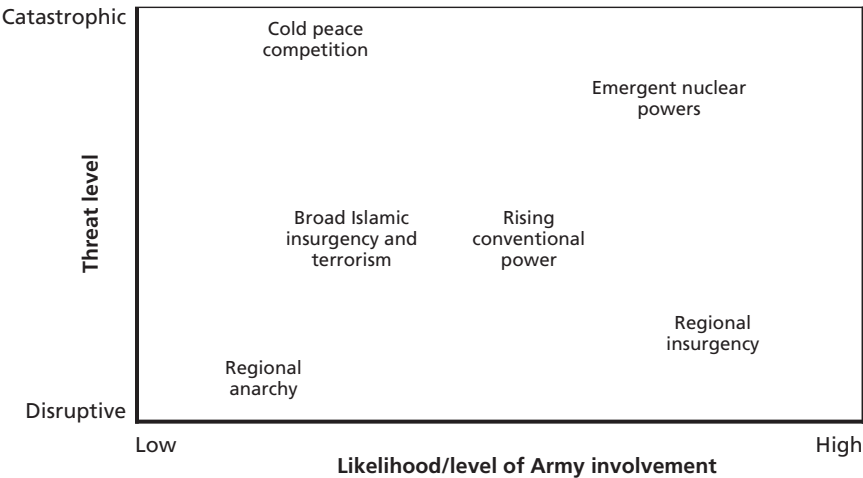 Catastrophic
Cold peace
competition
Emergent nuclear
powers
Threat level
Broad Islamic
insurgency and
terrorism
Rising
conventional
power
Regional
insurgency
Regional
anarchy
Disruptive
Low
High
Likelihood/level of Army involvement